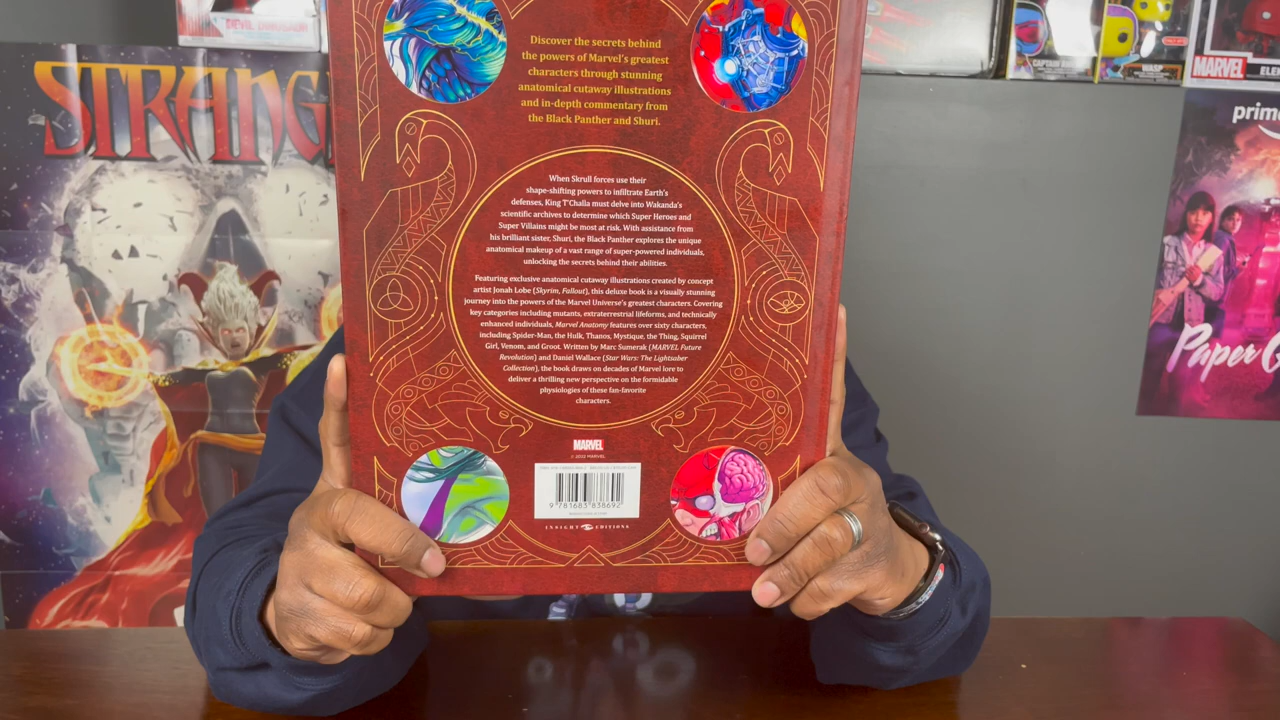 STRANG
DEVIL DINOSAUR
CAPTAIN
WASP
MARVEL
ELE
prime
Paper G
Discover the secrets behind
the powers of Marvel's greatest
characters through stunning
anatomical cutaway illustrations
and in-depth commentary from
the Black Panther and Shuri.
When Skrull forces use their
shape-shifting powers to infiltrate Earth's
defenses, King T'Challa must delve into Wakanda's
scientific archives to determine which Super Heroes and
Super Villains might be most at risk. With assistance from
his brilliant sister, Shuri, the Black Panther explores the unique
anatomical makeup of a vast range of super-powered individuals,
unlocking the secrets behind their abilities.
Featuring exclusive anatomical cutaway illustrations created by concept
artist Jonah Lobe (Skyrim, Fallout), this deluxe book is a visually stunning
journey into the powers of the Marvel Universe's greatest characters. Covering
key categories including mutants, extraterrestrial lifeforms, and technically
enhanced individuals, Marvel Anatomy features over sixty characters,
including Spider-Man, the Hulk, Thanos, Mystique, the Thing, Squirrel
Girl, Venom, and Groot. Written by Marc Sumerak (MARVEL Future
Revolution) and Daniel Wallace (Star Wars: The Lightsaber
Collection), the book draws on decades of Marvel lore to
deliver a thrilling new perspective on the formidable
physiologies of these fan-favorite
characters.
MARVEL
© 2022 MARVEL
9 781683 838692
INSIGHT EDITIONS